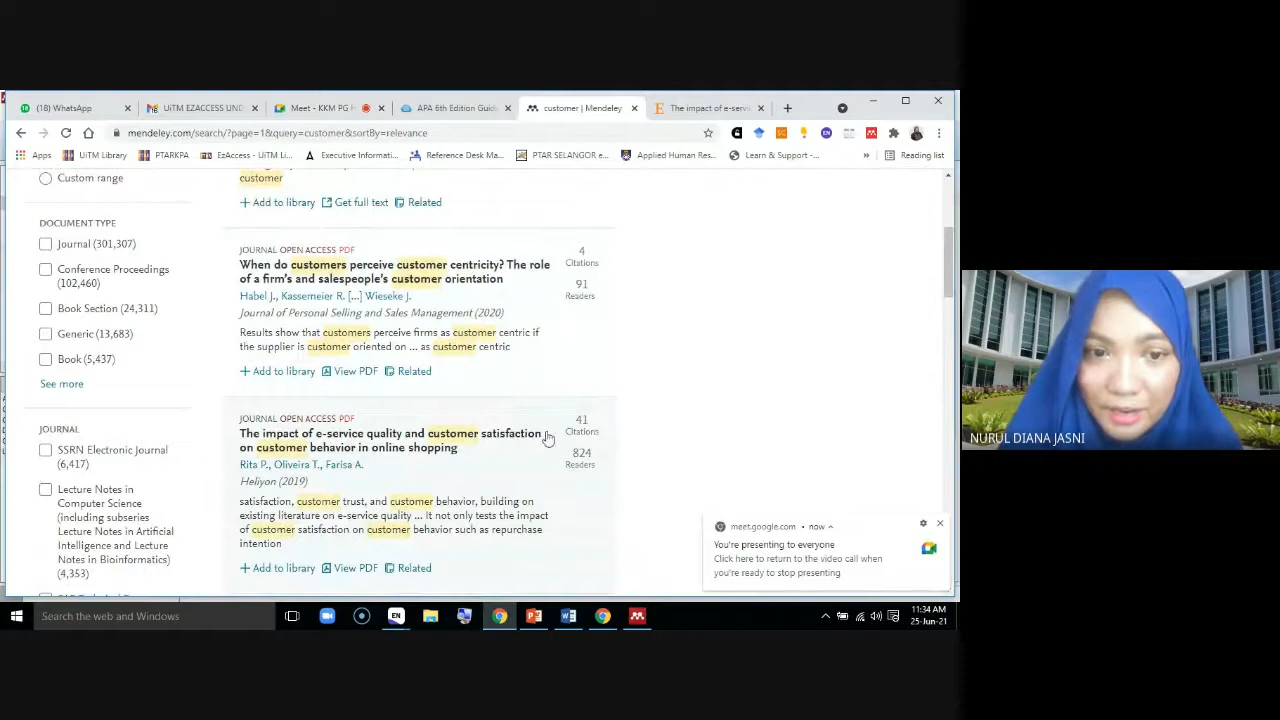 (18) WhatsApp
UiTM EZACCESS UND
Meet - KKM PG H
APA 6th Edition Guid
customer | Mendeley
The impact of e-servi
mendeley.com/search/?page=1&query=customer&sortBy=relevance
Apps
UiTM Library
PTARKPA
EzAccess - UiTM Li...
Executive Informati...
Reference Desk Ma...
PTAR SELANGOR e...
Applied Human Res...
Learn & Support -...
Reading list
Custom range
DOCUMENT TYPE
Journal (301,307)
Conference Proceedings
(102,460)
Book Section (24,311)
Generic (13,683)
Book (5,437)
See more
JOURNAL
SSRN Electronic Journal
(6,417)
Lecture Notes in
Computer Science
(including subseries
Lecture Notes in Artificial
Intelligence and Lecture
Notes in Bioinformatics)
(4,353)
customer
Add to library Get full text Related
JOURNAL OPEN ACCESS PDF
When do customers perceive customer centricity? The role
of a firm's and salespeople's customer orientation
Habel J., Kassemeier R. [...] Wieseke J.
Journal of Personal Selling and Sales Management (2020)
Results show that customers perceive firms as customer centric if
the supplier is customer oriented on ... as customer centric
Add to library View PDF Related
4
Citations
91
Readers
JOURNAL OPEN ACCESS PDF
The impact of e-service quality and customer satisfaction
on customer behavior in online shopping
Rita P., Oliveira T., Farisa A.
Heliyon (2019)
satisfaction, customer trust, and customer behavior, building on
existing literature on e-service quality ... It not only tests the impact
of customer satisfaction on customer behavior such as repurchase
intention
Add to library View PDF Related
41
Citations
824
Readers
meet.google.com • now
You're presenting to everyone
Click here to return to the video call when
you're ready to stop presenting
NURUL DIANA JASNI
Search the web and Windows
EN
11:34 AM
25-Jun-21